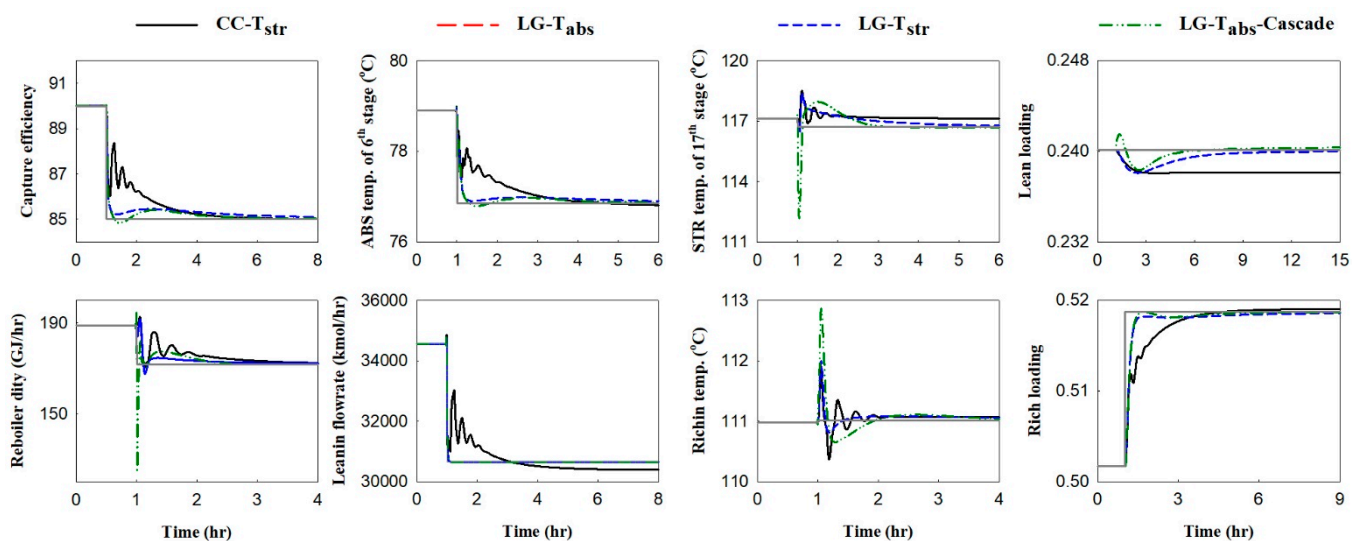 CC-Tstr LG-Tabs LG-Tstr LG-Tabs-Cascade
Capture efficiency
91
89
87
85
0 2 4 6 8
ABS temp. of 6th stage (°C)
80
78
76
0 1 2 3 4 5 6
STR temp. of 17th stage (°C)
120
117
114
111
0 1 2 3 4 5 6
Lean loading
0.248
0.240
0.232
0 3 6 9 12 15
Reboiler dity (GJ/hr)
190
150
0 1 2 3 4
Time (hr)
Leanin flowrate (kmol/hr)
36000
34000
32000
30000
0 2 4 6 8
Time (hr)
Richin temp. (°C)
113
112
111
110
0 1 2 3 4
Time (hr)
Rich loading
0.52
0.51
0.50
0 3 6 9
Time (hr)